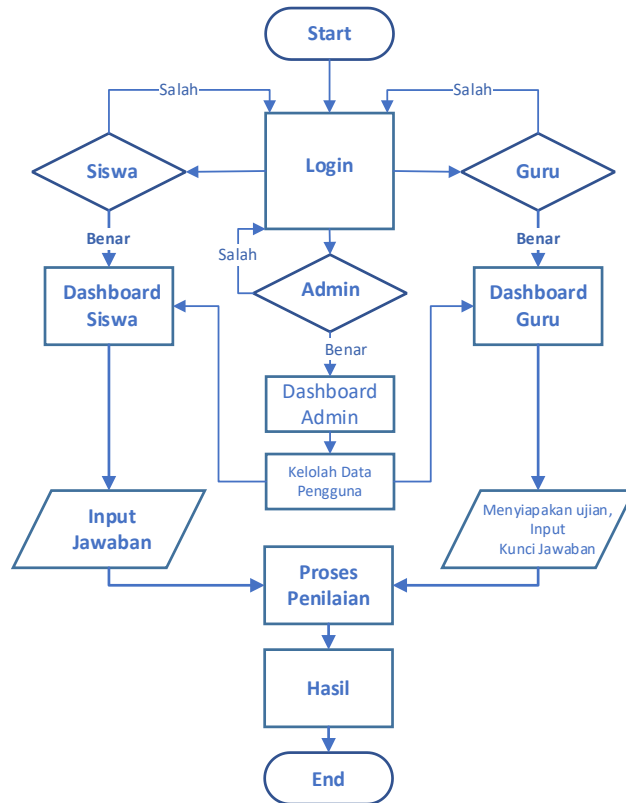 Start
Salah
Salah
Siswa
Login
Guru
Benar
Salah
Benar
Admin
Dashboard
Siswa
Dashboard
Guru
Benar
Dashboard
Admin
Kelolah Data
Pengguna
Input
Jawaban
Menyiapakan ujian,
Input
Kunci Jawaban
Proses
Penilaian
Hasil
End